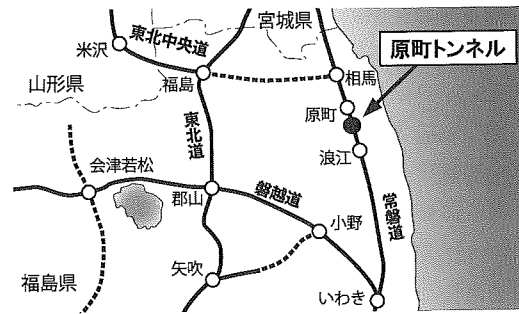 宮城県
東北中央道
米沢
原町トンネル
福島
相馬
山形県
原町
東北道
浪江
会津若松
磐越道
郡山
常磐道
小野
矢吹
福島県
いわき